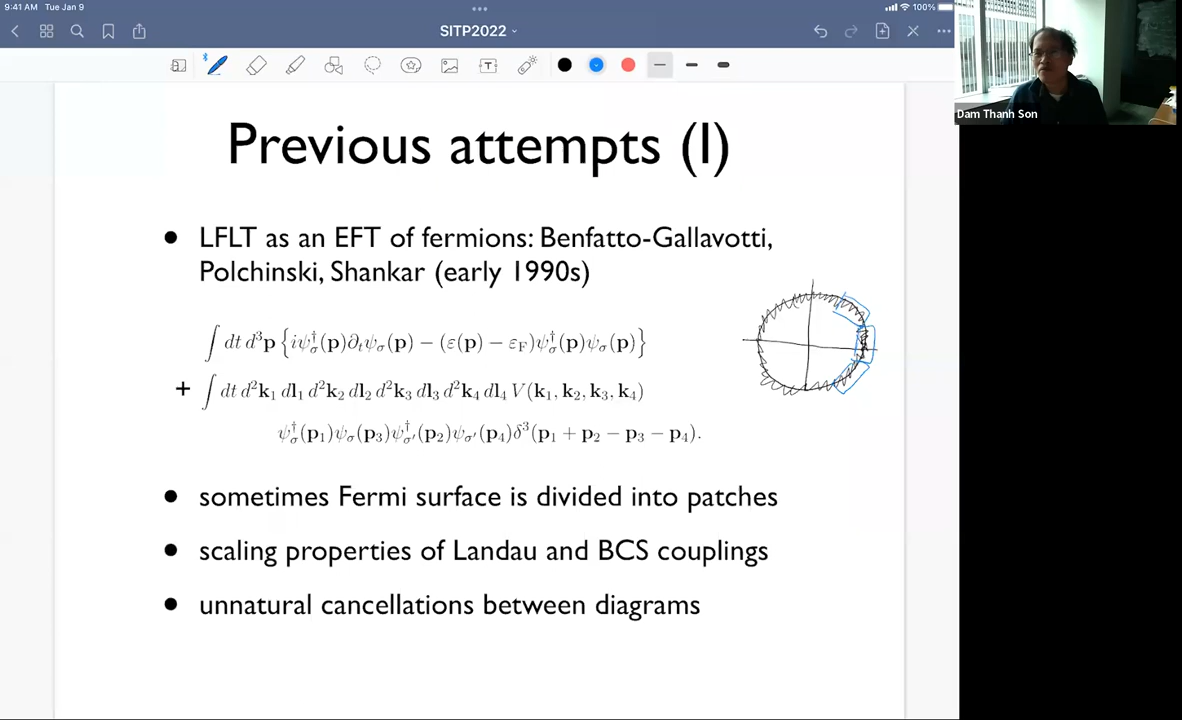 9:41 AM Tue Jan 9
100%
SITP2022
Dam Thanh Son
Previous attempts (I)
• LFLT as an EFT of fermions: Benfatto-Gallavotti,
Polchinski, Shankar (early 1990s)
∫ dt d³p {iψ†σ(p)∂ₜψσ(p) − (ε(p) − εF)ψ†σ(p)ψσ(p)}
+ ∫ dt d²k₁ dl₁ d²k₂ dl₂ d²k₃ dl₃ d²k₄ dl₄ V(k₁, k₂, k₃, k₄)
ψ†σ(p₁)ψσ(p₃)ψ†σ′(p₂)ψσ′(p₄)δ³(p₁ + p₂ − p₃ − p₄).
• sometimes Fermi surface is divided into patches
• scaling properties of Landau and BCS couplings
• unnatural cancellations between diagrams